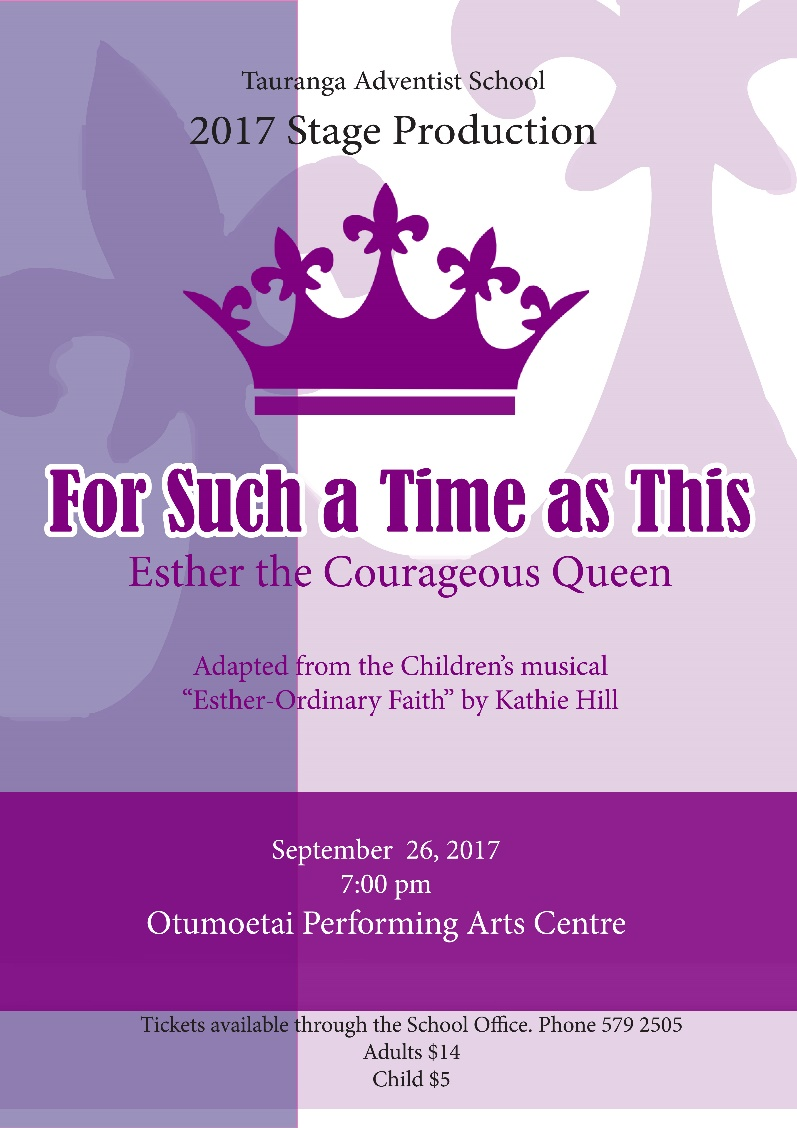 Tauranga Adventist School
2017 Stage Production
For Such a Time as This
Esther the Courageous Queen
Adapted from the Children’s musical
“Esther-Ordinary Faith” by Kathie Hill
September  26, 2017
7:00 pm
Otumoetai Performing Arts Centre
Tickets available through the School Office. Phone 579 2505
Adults $14
Child $5